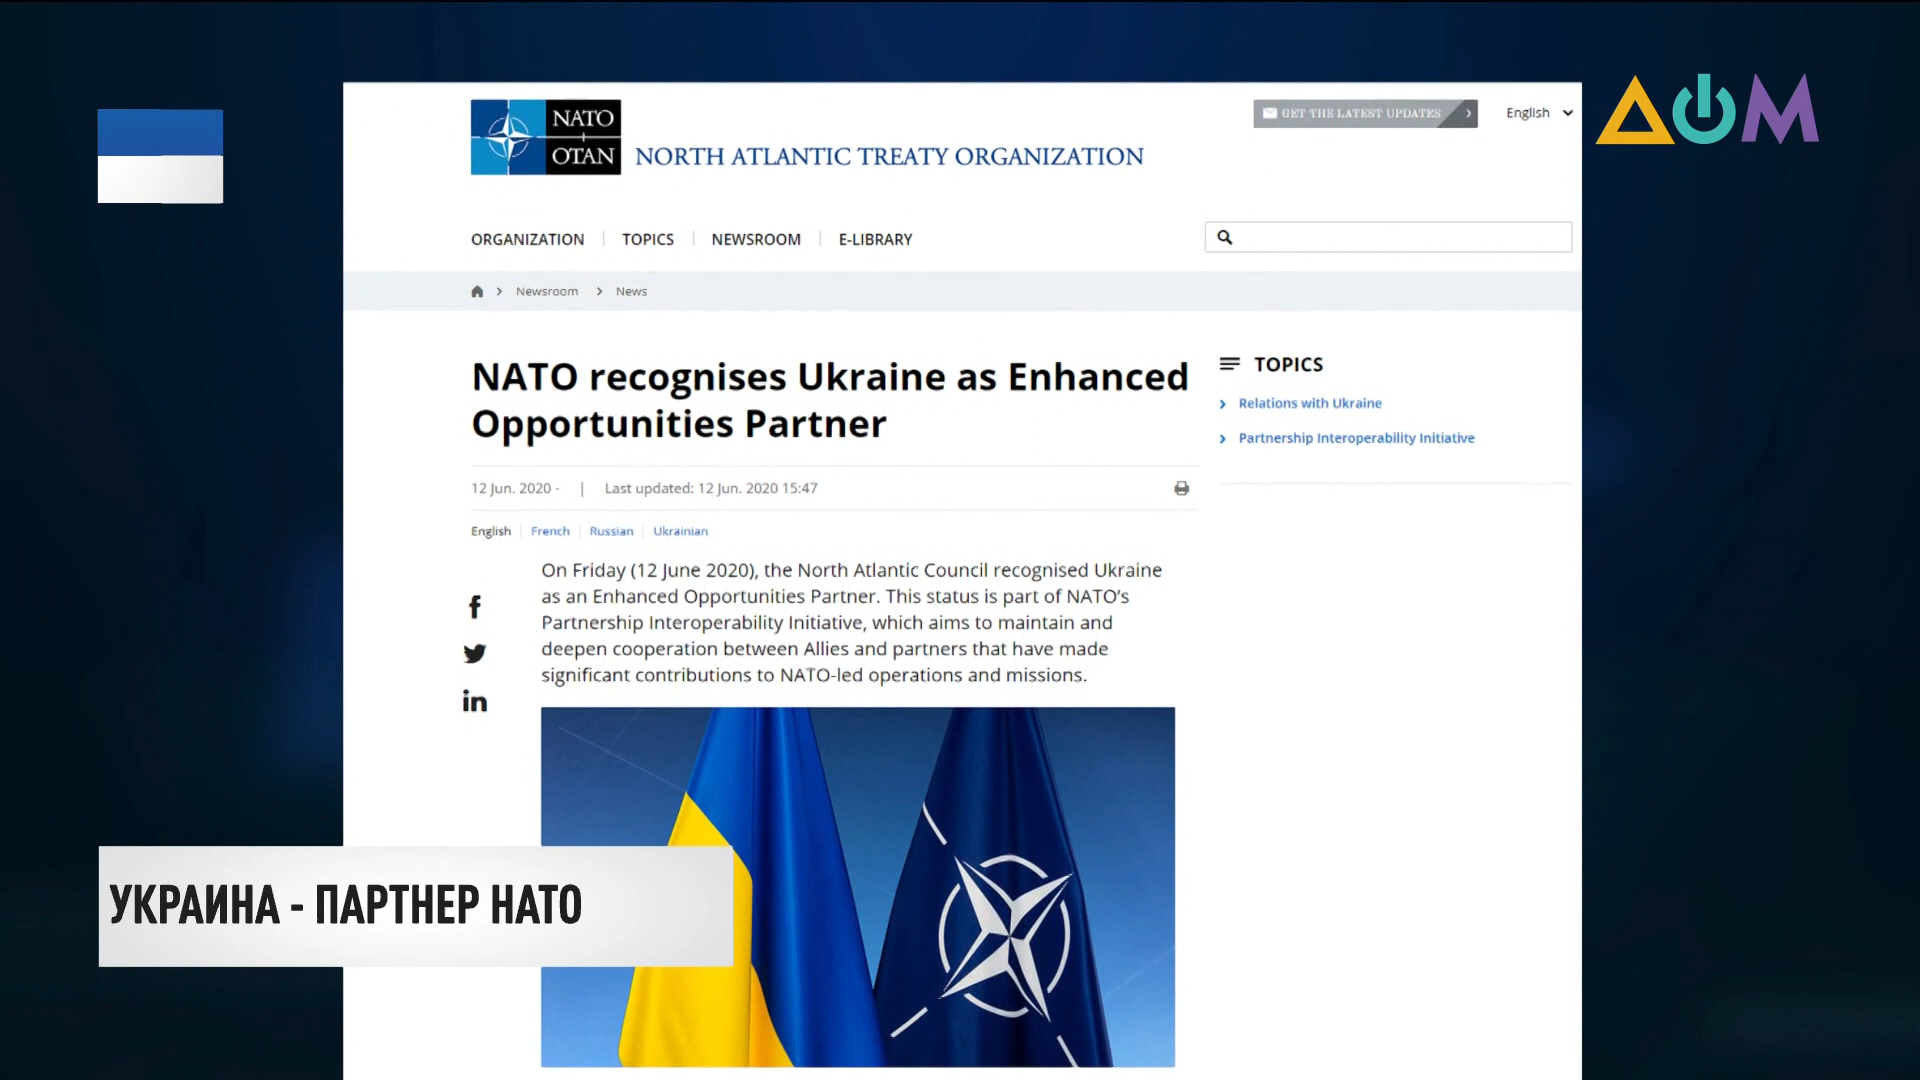 NATO
OTAN
NORTH ATLANTIC TREATY ORGANIZATION
GET THE LATEST UPDATES
English
ДОМ
ORGANIZATION
TOPICS
NEWSROOM
E-LIBRARY
Newsroom
News
NATO recognises Ukraine as Enhanced
Opportunities Partner
12 Jun. 2020 - | Last updated: 12 Jun. 2020 15:47
English French Russian Ukrainian
On Friday (12 June 2020), the North Atlantic Council recognised Ukraine
as an Enhanced Opportunities Partner. This status is part of NATO’s
Partnership Interoperability Initiative, which aims to maintain and
deepen cooperation between Allies and partners that have made
significant contributions to NATO-led operations and missions.
TOPICS
Relations with Ukraine
Partnership Interoperability Initiative
УКРАИНА - ПАРТНЕР НАТО